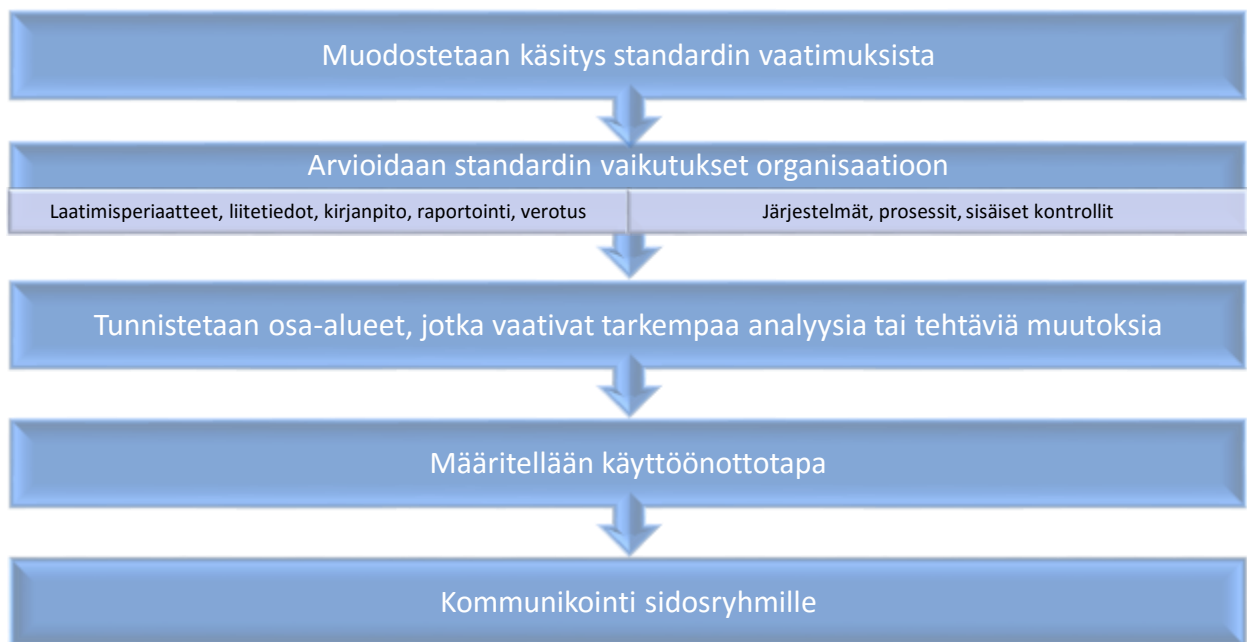 Muodostetaan käsitys standardin vaatimuksista
Arvioidaan standardin vaikutukset organisaatioon
Laatimisperiaatteet, liitetiedot, kirjanpito, raportointi, verotus
Järjestelmät, prosessit, sisäiset kontrollit
Tunnistetaan osa-alueet, jotka vaativat tarkempaa analyysia tai tehtäviä muutoksia
Määritellään käyttöönottotapa
Kommunikointi sidosryhmille